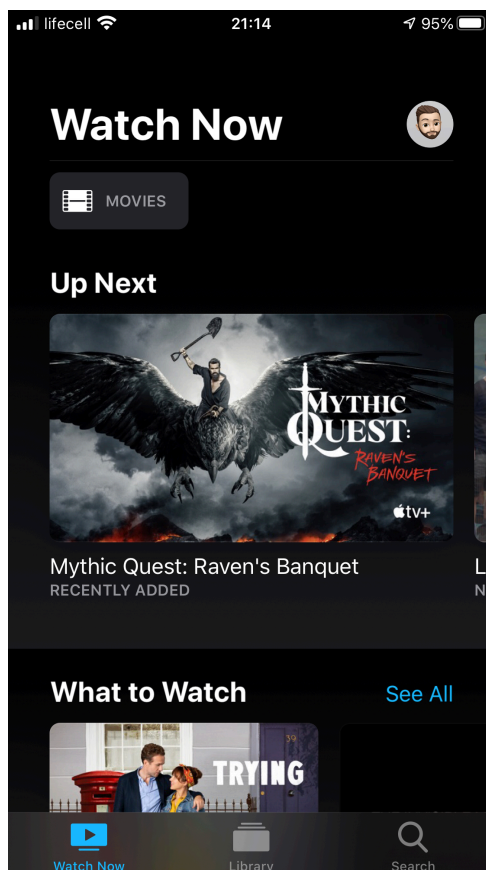 lifecell
21:14
95%
Watch Now
MOVIES
Up Next
MYTHIC
QUEST:
RAVEN'S
BANQUET
tv+
Mythic Quest: Raven's Banquet
L
RECENTLY ADDED
N
What to Watch
See All
39
TRYING
Watch Now
Library
Search